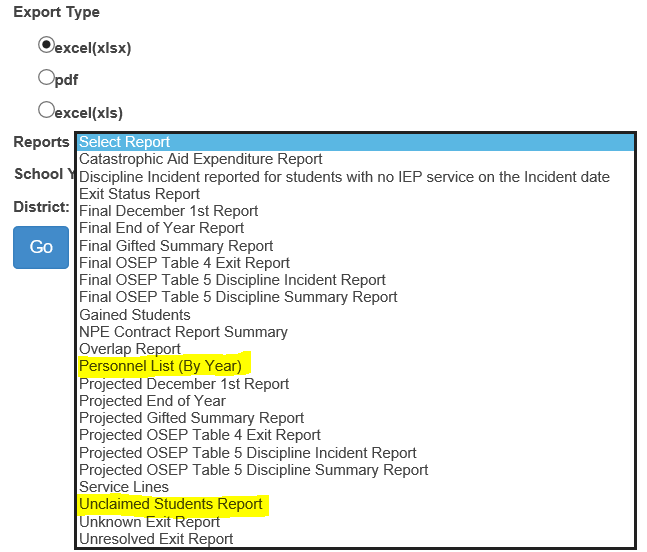 Export Type
excel(xlsx)
pdf
excel(xls)
Reports
Select Report
Catastrophic Aid Expenditure Report
Discipline Incident reported for students with no IEP service on the Incident date
Exit Status Report
Final December 1st Report
Final End of Year Report
Final Gifted Summary Report
Final OSEP Table 4 Exit Report
Final OSEP Table 5 Discipline Incident Report
Final OSEP Table 5 Discipline Summary Report
Gained Students
NPE Contract Report Summary
Overlap Report
Personnel List (By Year)
Projected December 1st Report
Projected End of Year
Projected Gifted Summary Report
Projected OSEP Table 4 Exit Report
Projected OSEP Table 5 Discipline Incident Report
Projected OSEP Table 5 Discipline Summary Report
Service Lines
Unclaimed Students Report
Unknown Exit Report
Unresolved Exit Report
School Y
District:
Go